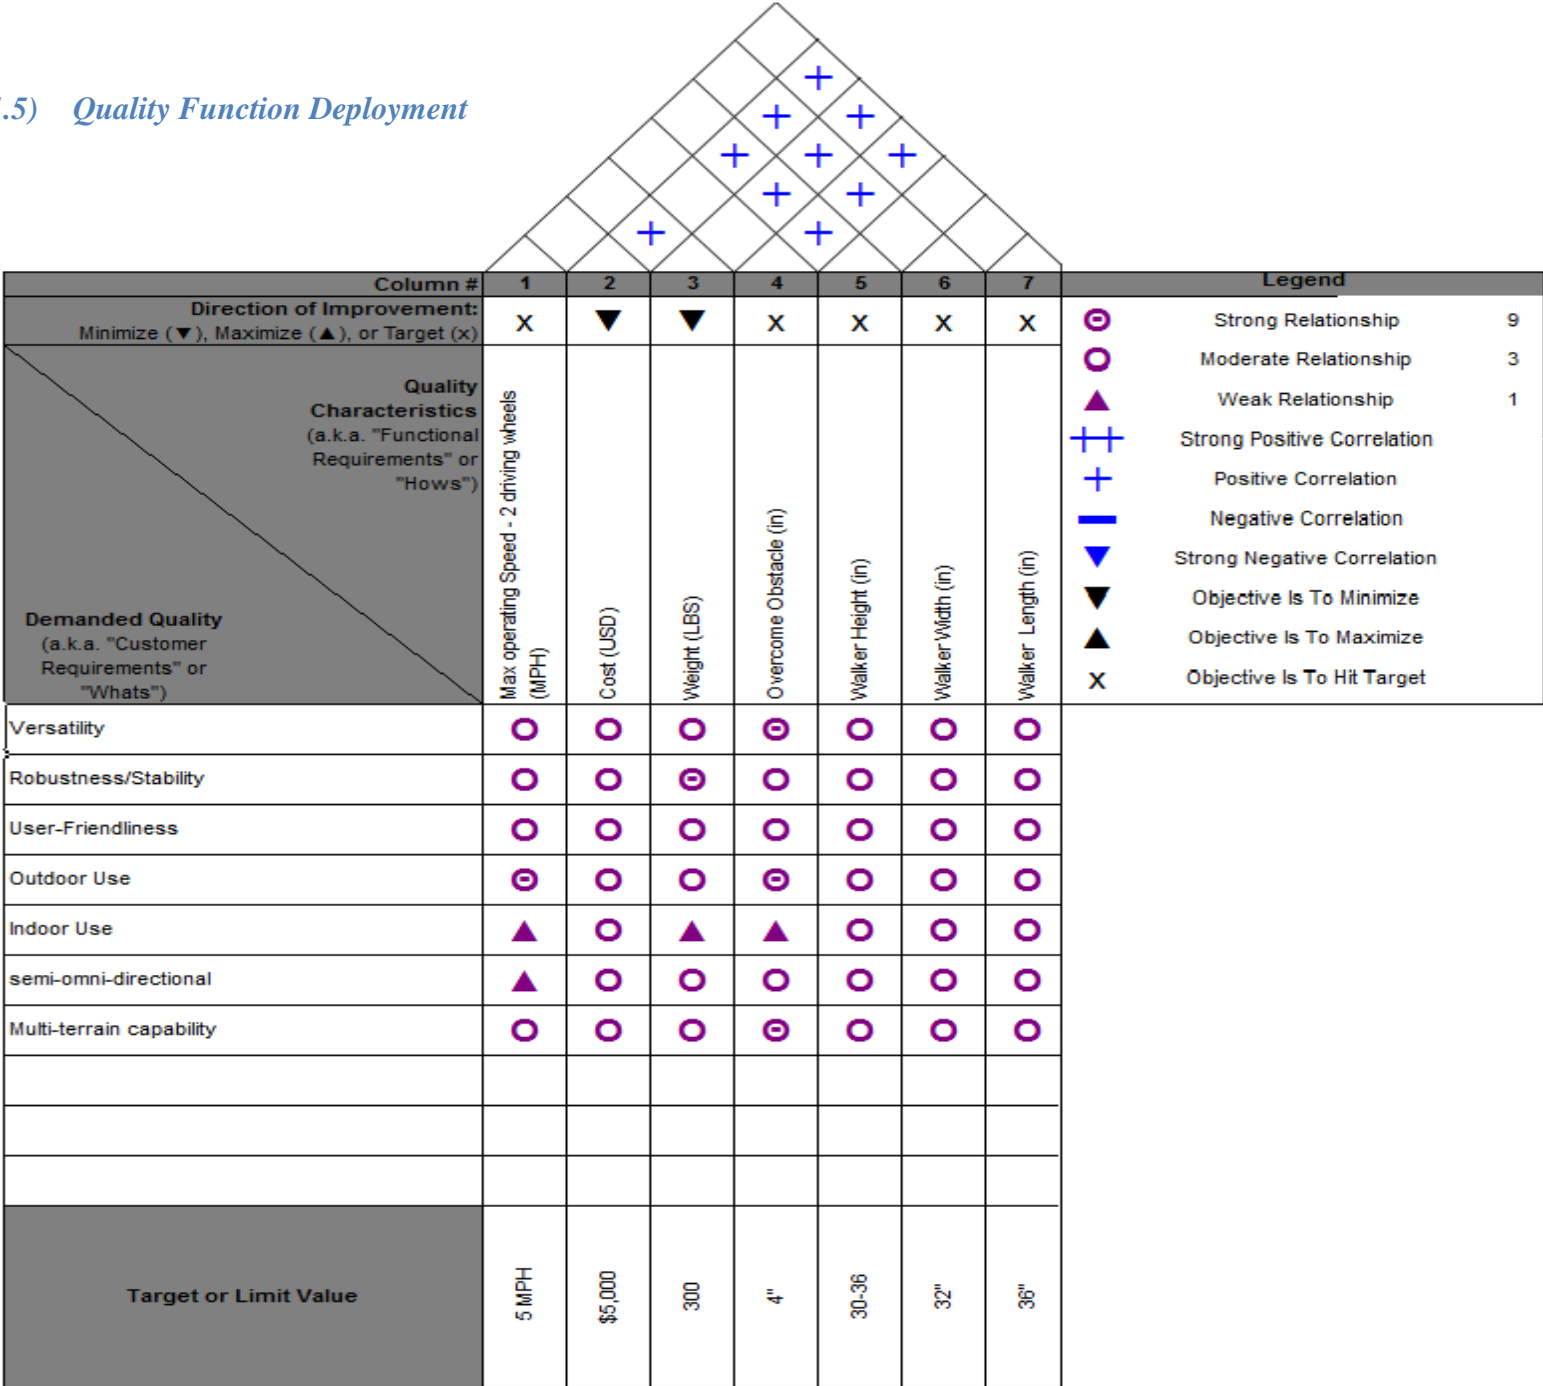 .5) Quality Function Deployment
Column # 1 2 3 4 5 6 7
Direction of Improvement:
Minimize (▼), Maximize (▲), or Target (x)
x ▼ ▼ x x x x
Quality
Characteristics
(a.k.a. "Functional
Requirements" or
"Hows")
Demanded Quality
(a.k.a. "Customer
Requirements" or
"Whats")
Max operating Speed - 2 driving wheels
(MPH)
Cost (USD)
Weight (LBS)
Overcome Obstacle (in)
Walker Height (in)
Walker Width (in)
Walker Length (in)
Legend
Strong Relationship 9
Moderate Relationship 3
Weak Relationship 1
Strong Positive Correlation
Positive Correlation
Negative Correlation
Strong Negative Correlation
Objective Is To Minimize
Objective Is To Maximize
x Objective Is To Hit Target
Versatility
Robustness/Stability
User-Friendliness
Outdoor Use
Indoor Use
semi-omni-directional
Multi-terrain capability
Target or Limit Value
5 MPH
$5,000
300
4"
30-36
32"
36"